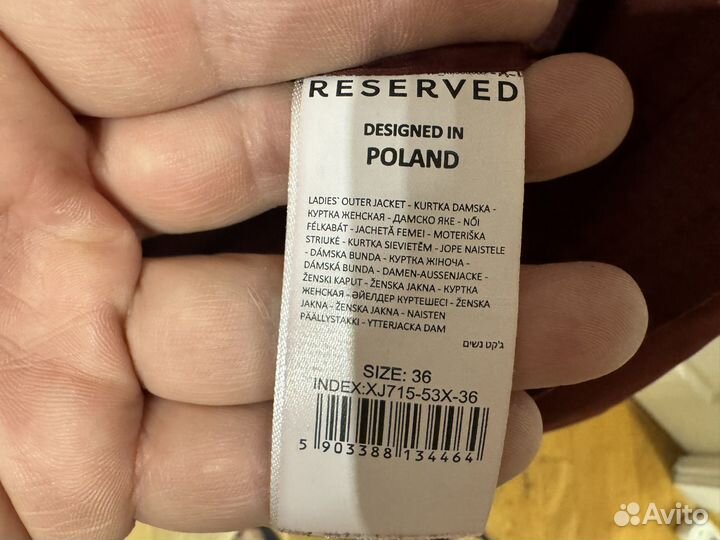 RESERVED
DESIGNED IN
POLAND
LADIES` OUTER JACKET - KURTKA DAMSKA -
КУРТКА ЖЕНСКАЯ - ДАМСКО ЯКЕ - NŐI
FÉLKABÁT - JACHETĂ FEMEI - MOTERIŠKA
STRIUKĖ - KURTKA SIEVIETĒM - JOPE NAISTELE
- DÁMSKA BUNDA - КУРТКА ЖІНОЧА -
DÁMSKÁ BUNDA - DAMEN-AUSSENJACKE -
ŽENSKI KAPUT - ŽENSKA JAKNA - КУРТКА
ЖЕНСКАЯ - ӘЙЕЛДЕР КУРТЕШЕСІ - ŽENSKA
JAKNA - ŽENSKA JAKNA - NAISTEN
PÄÄLLYSTAKKI - YTTERJACKA DAM
ג'קט נשים
SIZE: 36
INDEX:XJ715-53X-36
5 903388 134464
Avito